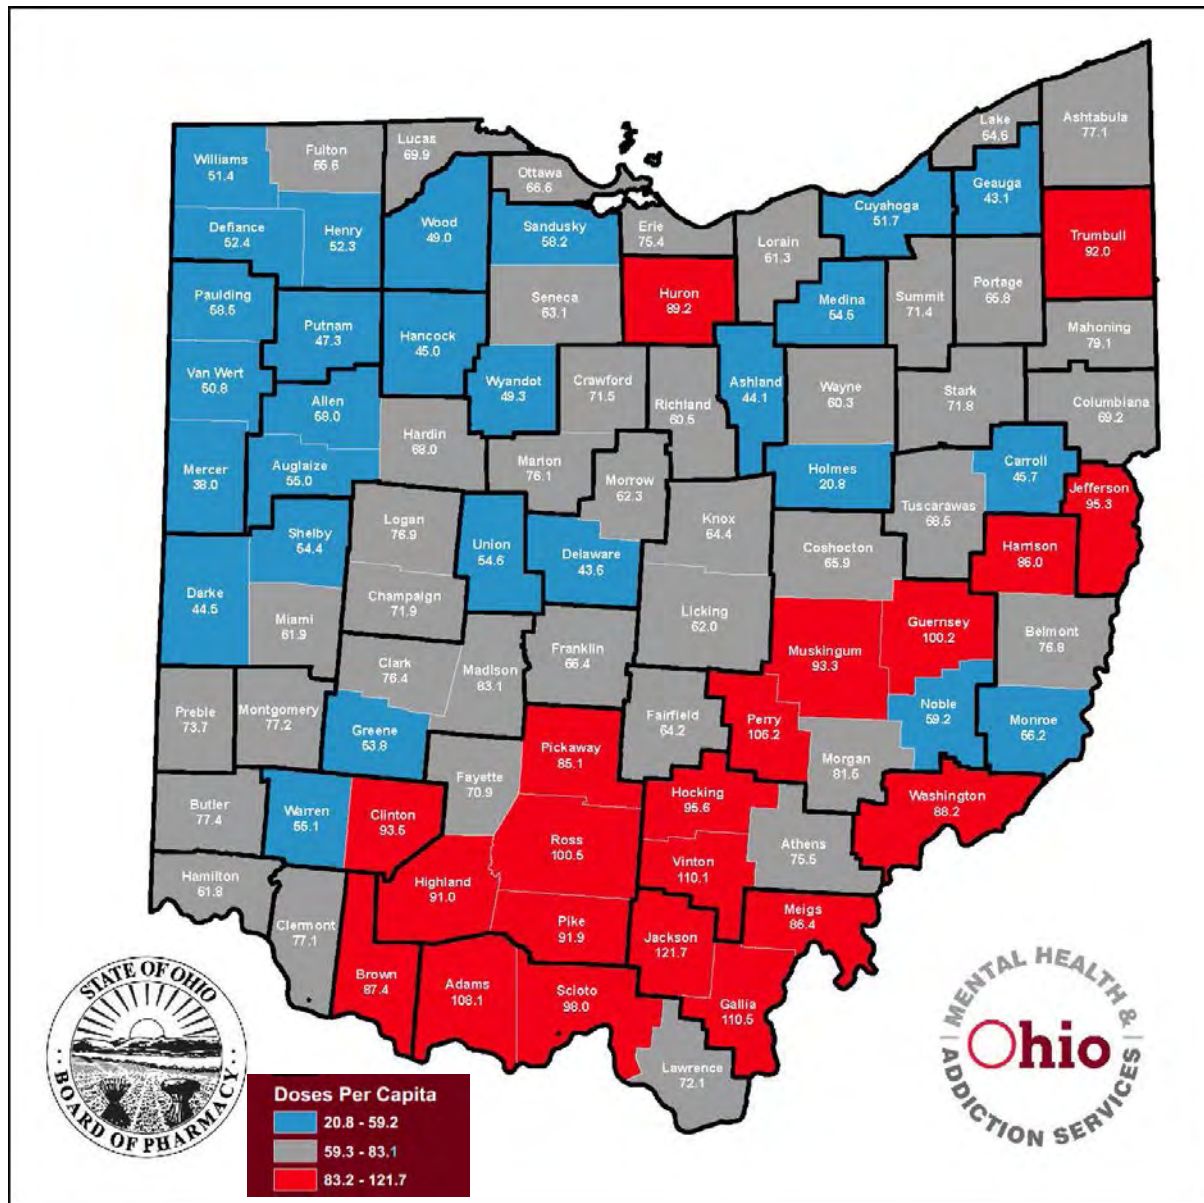 Lake
64.6
Ashtabula
77.1
Lucas
69.9
Fulton
66.6
Williams
51.4
Ottawa
66.6
Geauga
43.1
Cuyahoga
51.7
Wood
49.0
Sandusky
58.2
Erie
75.4
Henry
52.3
Defiance
52.4
Lorain
61.3
Trumbull
92.0
Portage
65.8
Paulding
58.5
Seneca
63.1
Huron
89.2
Medina
54.5
Summit
71.4
Putnam
47.3
Hancock
45.0
Mahoning
79.1
Van Wert
50.8
Wyandot
49.3
Crawford
71.5
Ashland
44.1
Wayne
60.3
Stark
71.8
Columbiana
69.2
Allen
58.0
Richland
60.5
Hardin
68.0
Mercer
38.0
Auglaize
55.0
Marion
76.1
Morrow
62.3
Holmes
20.8
Carroll
45.7
Tuscarawas
68.5
Jefferson
95.3
Logan
76.9
Shelby
54.4
Union
54.6
Delaware
43.6
Knox
64.4
Coshocton
65.9
Harrison
86.0
Darke
44.5
Champaign
71.9
Miami
61.9
Licking
62.0
Guernsey
100.2
Belmont
76.8
Franklin
66.4
Muskingum
93.3
Clark
76.4
Madison
83.1
Preble
73.7
Montgomery
77.2
Greene
53.8
Fairfield
64.2
Perry
106.2
Noble
59.2
Monroe
56.2
Pickaway
85.1
Morgan
81.5
Fayette
70.9
Hocking
95.6
Washington
88.2
Butler
77.4
Warren
55.1
Clinton
93.5
Ross
100.5
Athens
75.5
Vinton
110.1
Hamilton
61.8
Highland
91.0
Meigs
86.4
Clermont
77.1
Pike
91.9
Jackson
121.7
Brown
87.4
Adams
108.1
Scioto
98.0
Gallia
110.5
Lawrence
72.1
STATE OF OHIO
BOARD OF PHARMACY
MENTAL HEALTH &
Ohio
ADDICTION SERVICES
Doses Per Capita
20.8 - 59.2
59.3 - 83.1
83.2 - 121.7